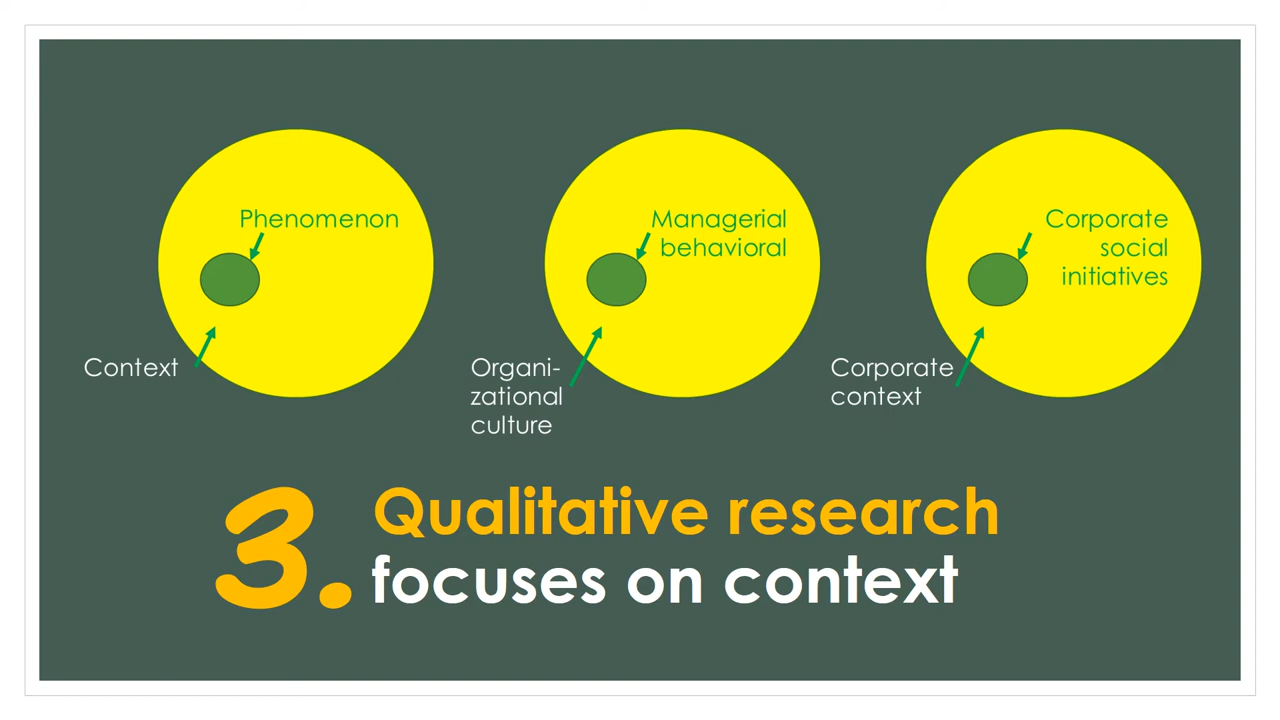 Phenomenon
Context
Managerial
behavioral
Organi-
zational
culture
Corporate
social
initiatives
Corporate
context
3.
Qualitative research
focuses on context